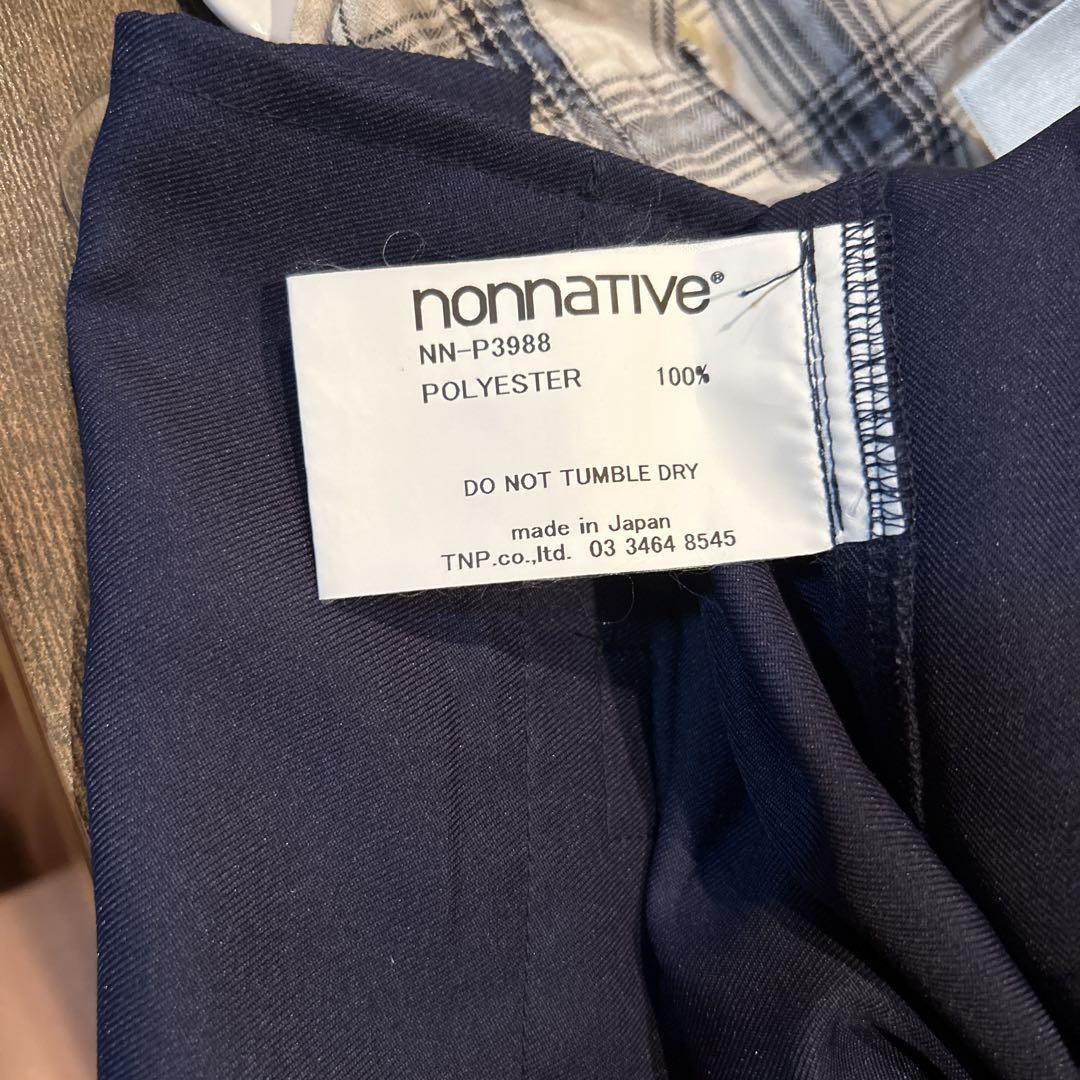 nonnaTIVe®
NN-P3988
POLYESTER 100%
DO NOT TUMBLE DRY
made in Japan
TNP.co.,ltd. 03 3464 8545